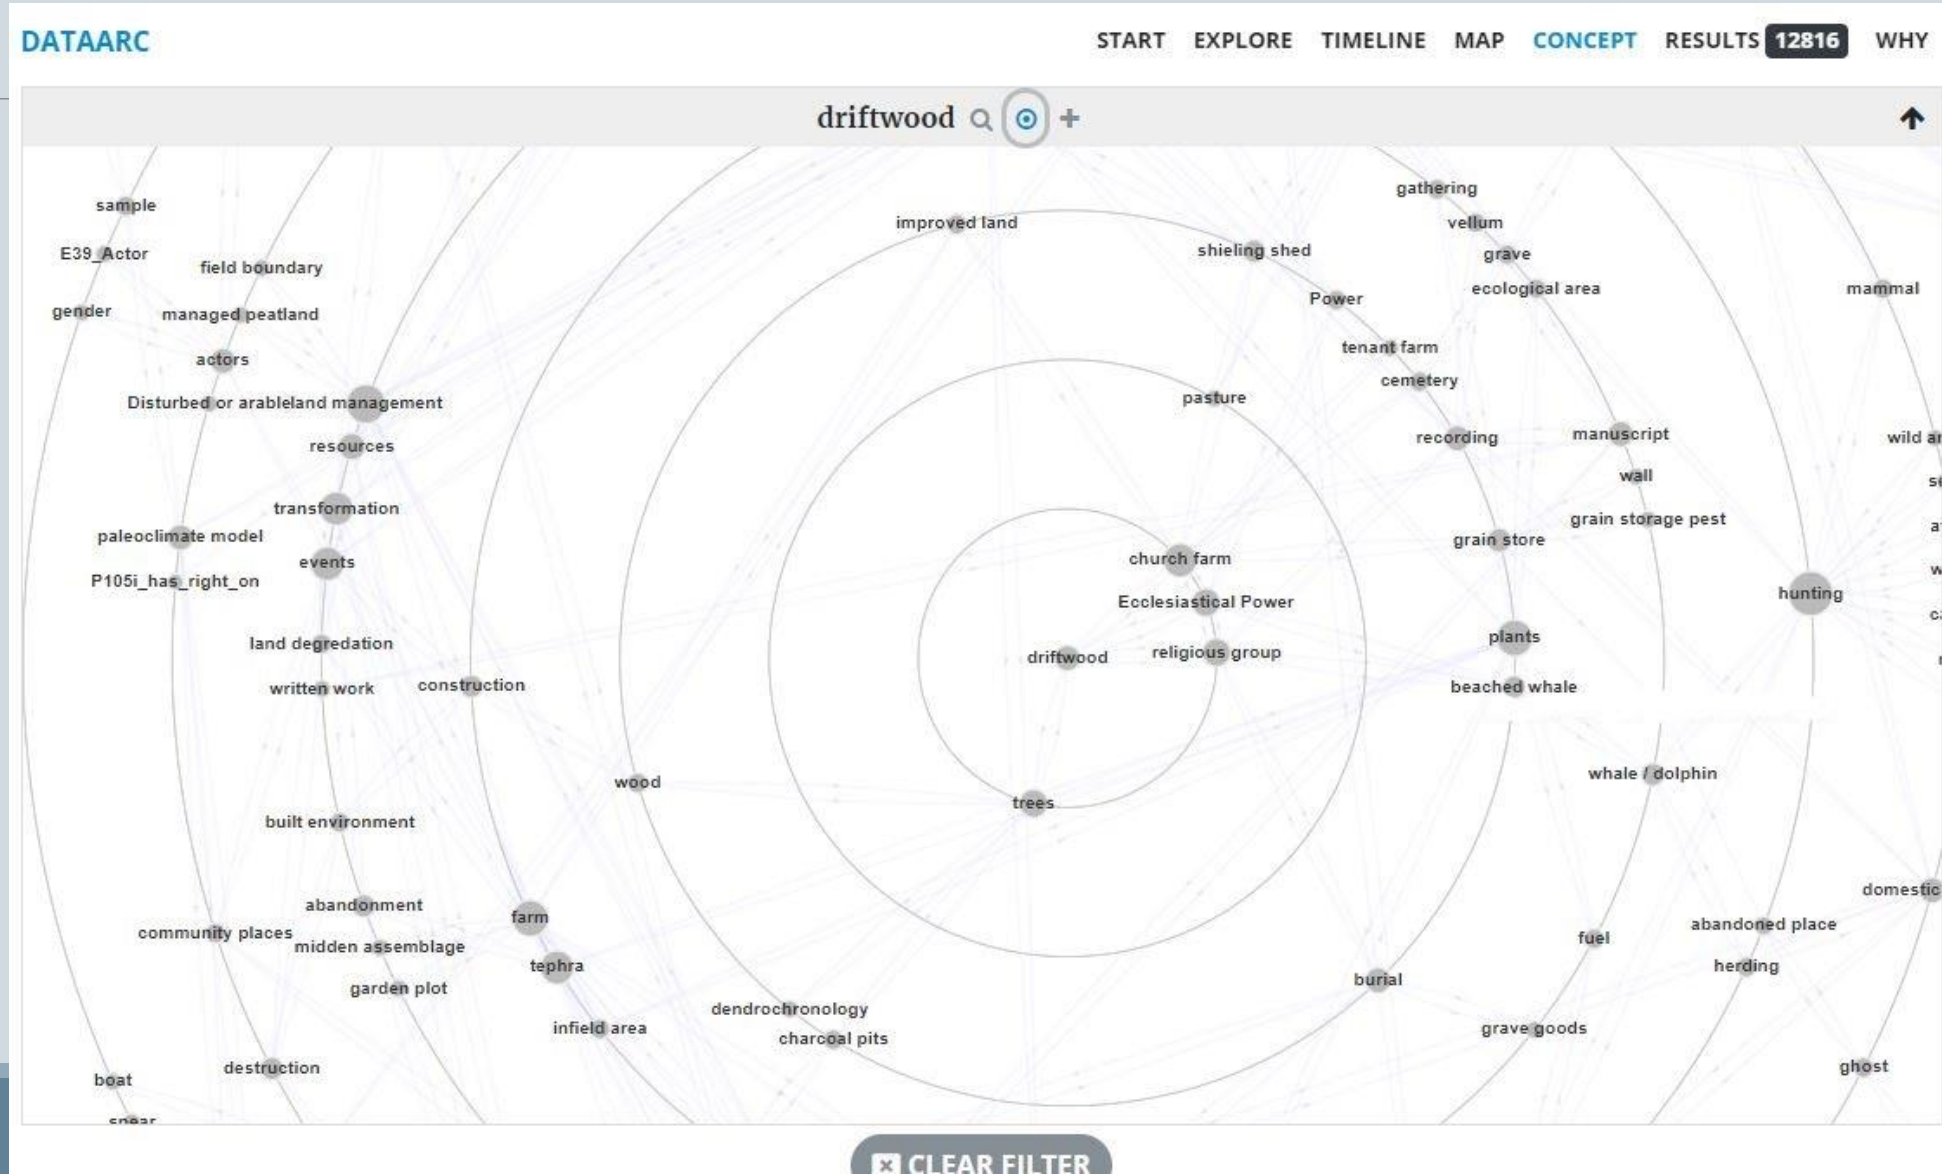 DATAARC
START EXPLORE TIMELINE MAP CONCEPT RESULTS 12816 WHY
driftwood
gathering
sample
improved land
vellum
shieling shed
E39_Actor
grave
field boundary
ecological area
mammal
Power
gender
managed peatland
tenant farm
actors
cemetery
pasture
Disturbed or arableland management
recording
manuscript
wild
resources
wall
transformation
grain storage pest
paleoclimate model
grain store
church farm
events
P105i_has_right_on
hunting
Ecclesiastical Power
plants
land degredation
religious group
driftwood
written work
construction
beached whale
whale / dolphin
wood
trees
built environment
domestic
abandonment
farm
abandoned place
community places
fuel
midden assemblage
tephra
herding
burial
garden plot
dendrochronology
infield area
grave goods
charcoal pits
destruction
ghost
boat
spear
CLEAR FILTER